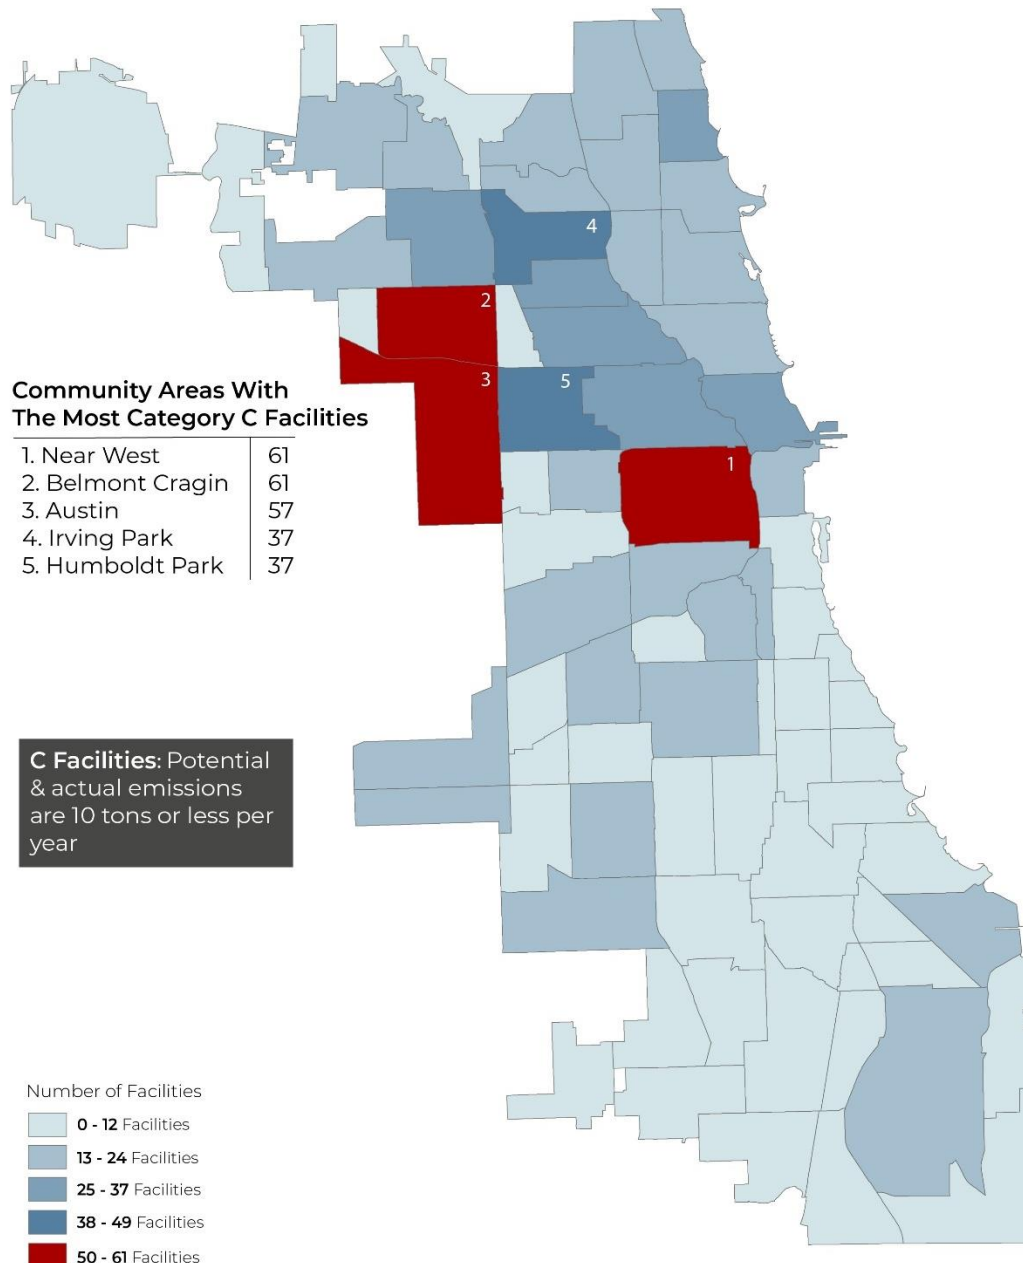 4
2
3
5
1
Community Areas With
The Most Category C Facilities
1. Near West 61
2. Belmont Cragin 61
3. Austin 57
4. Irving Park 37
5. Humboldt Park 37
C Facilities: Potential
& actual emissions
are 10 tons or less per
year
Number of Facilities
0 - 12 Facilities
13 - 24 Facilities
25 - 37 Facilities
38 - 49 Facilities
50 - 61 Facilities